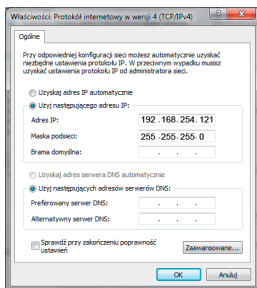 Właściwości: Protokół internetowy w wersji 4 (TCP/IPv4)
Ogólne
Przy odpowiedniej konfiguracji sieci możesz automatycznie uzyskać
niezbędne ustawienia protokołu IP. W przeciwnym wypadku musisz
uzyskać ustawienia protokołu IP od administratora sieci.
Uzyskaj adres IP automatycznie
Użyj następującego adresu IP:
Adres IP: 192 .168.254. 121
Maska podsieci: 255 .255. 255. 0
Brama domyślna: . . .
Uzyskaj adres serwera DNS automatycznie
Użyj następujących adresów serwerów DNS:
Preferowany serwer DNS: . . .
Alternatywny serwer DNS: . . .
Sprawdź przy zakończeniu poprawność
ustawień
Zaawansowane...
OK Anuluj